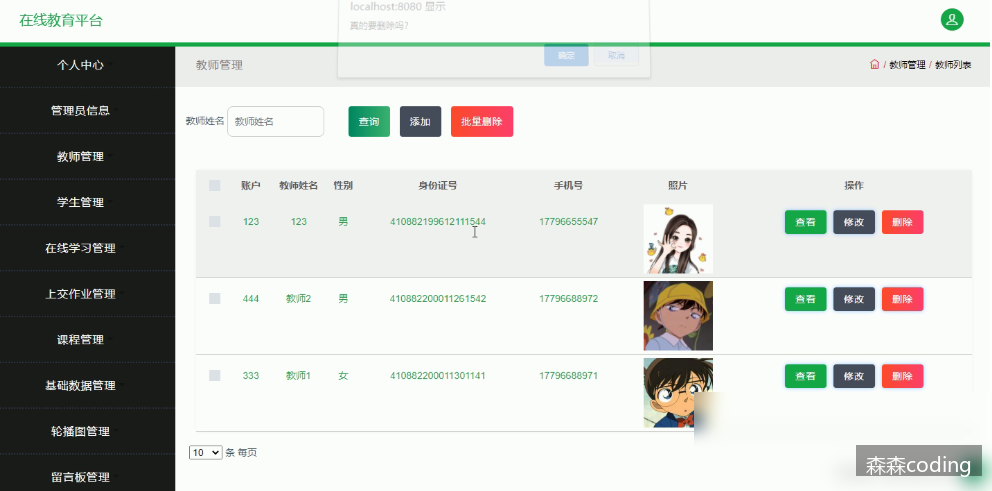 在线教育平台
localhost:8080 显示
真的要删除吗?
确定 取消
个人中心
管理员信息
教师管理
学生管理
在线学习管理
上交作业管理
课程管理
基础数据管理
轮播图管理
留言板管理
教师管理
/ 教师管理 / 教师列表
教师姓名 教师姓名 查询 添加 批量删除
账户 教师姓名 性别 身份证号 手机号 照片 操作
123 123 男 410882199612111544 17796655547 查看 修改 删除
444 教师2 男 410882200011261542 17796688972 查看 修改 删除
333 教师1 女 410882200011301141 17796688971 查看 修改 删除
10 条 每页
森森coding